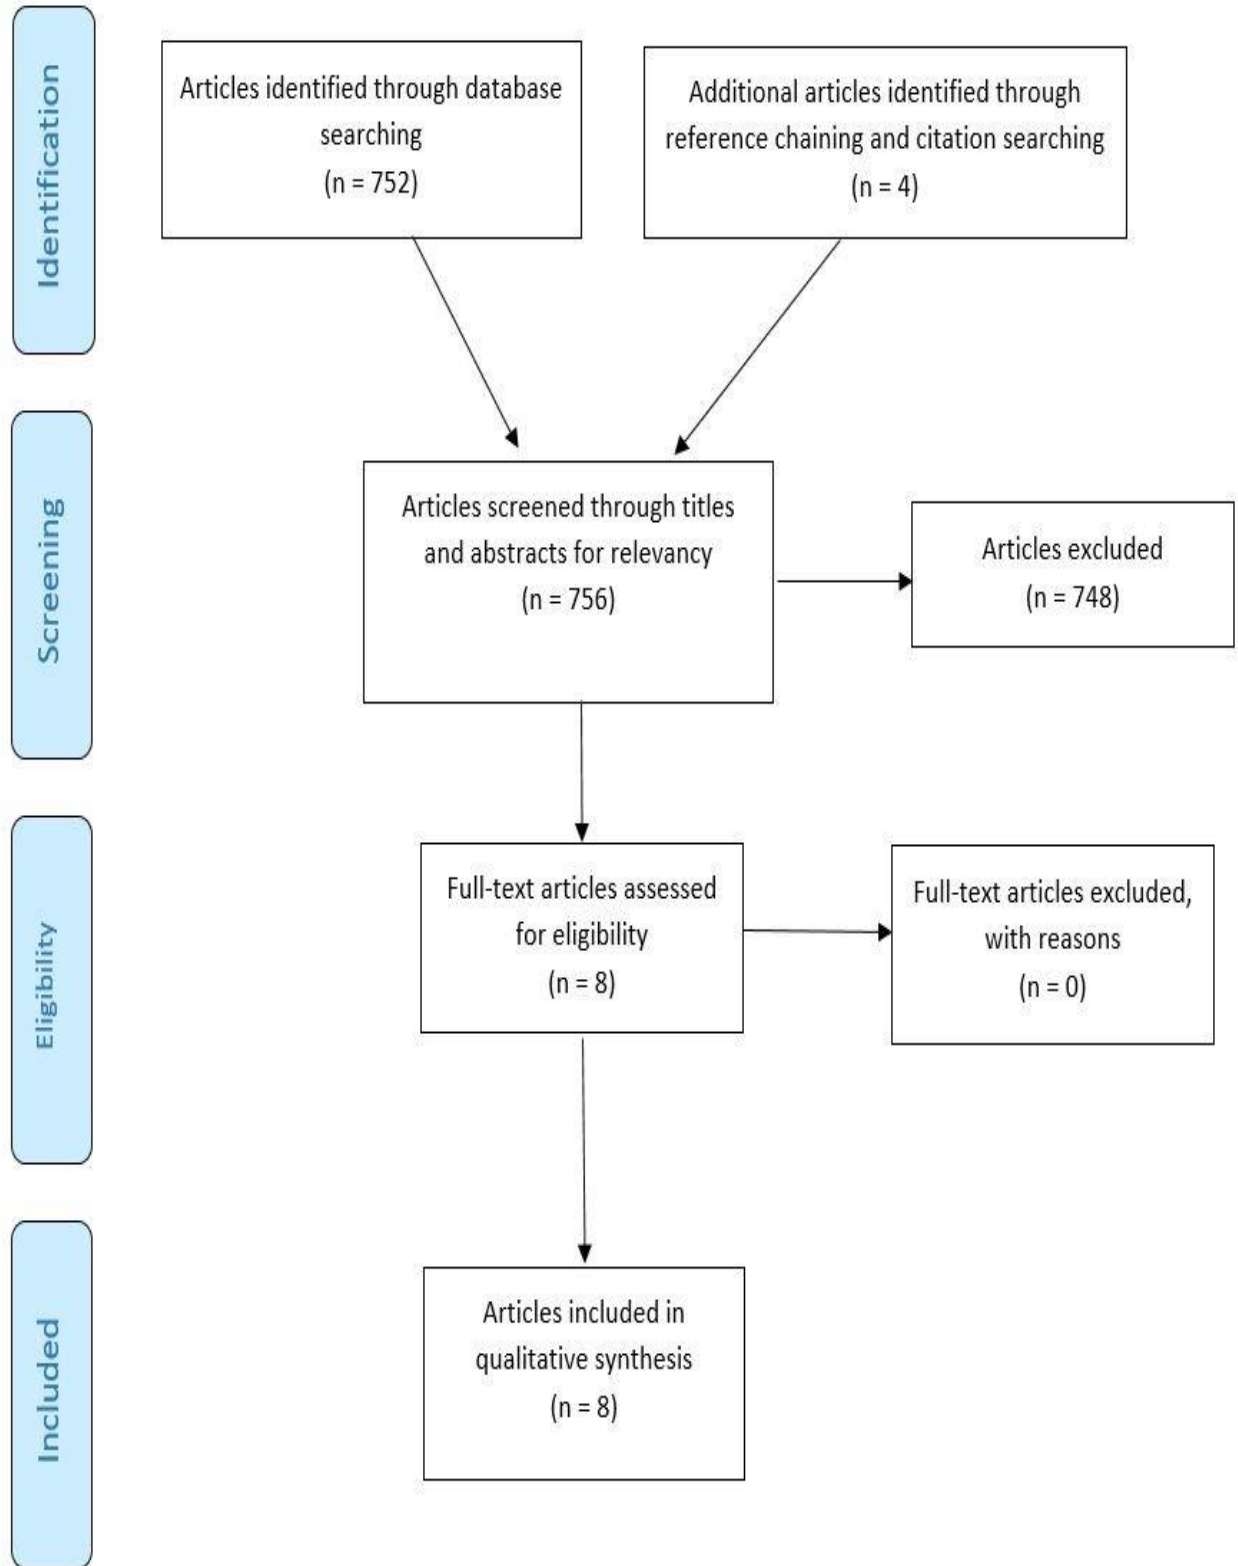 Identification
Articles identified through database
searching
(n = 752)
Additional articles identified through
reference chaining and citation searching
(n = 4)
Screening
Articles screened through titles
and abstracts for relevancy
(n = 756)
Articles excluded
(n = 748)
Eligibility
Full-text articles assessed
for eligibility
(n = 8)
Full-text articles excluded,
with reasons
(n = 0)
Included
Articles included in
qualitative synthesis
(n = 8)